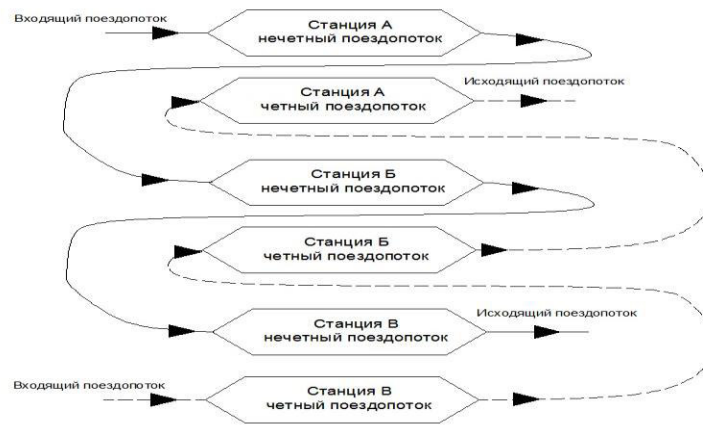 Входящий поездопоток
Станция А
нечетный поездопоток
Станция А
четный поездопоток
Исходящий поездопоток
Станция Б
нечетный поездопоток
Станция Б
четный поездопоток
Станция В
нечетный поездопоток
Исходящий поездопоток
Входящий поездопоток
Станция В
четный поездопоток